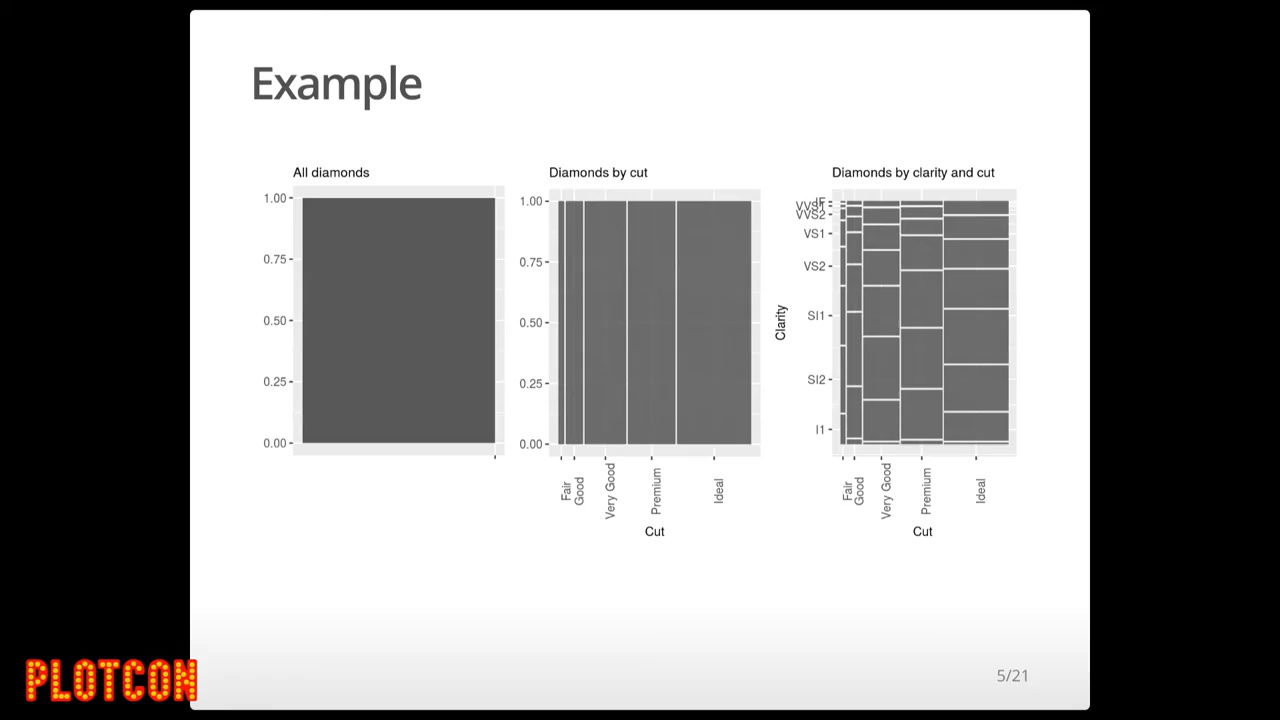 Example
All diamonds
1.00
0.75
0.50
0.25
0.00
Diamonds by cut
1.00
0.75
0.50
0.25
0.00
Fair
Good
Very Good
Premium
Ideal
Cut
Diamonds by clarity and cut
Clarity
IF
VVS1
VVS2
VS1
VS2
SI1
SI2
I1
Fair
Good
Very Good
Premium
Ideal
Cut
PLOTCON
5/21